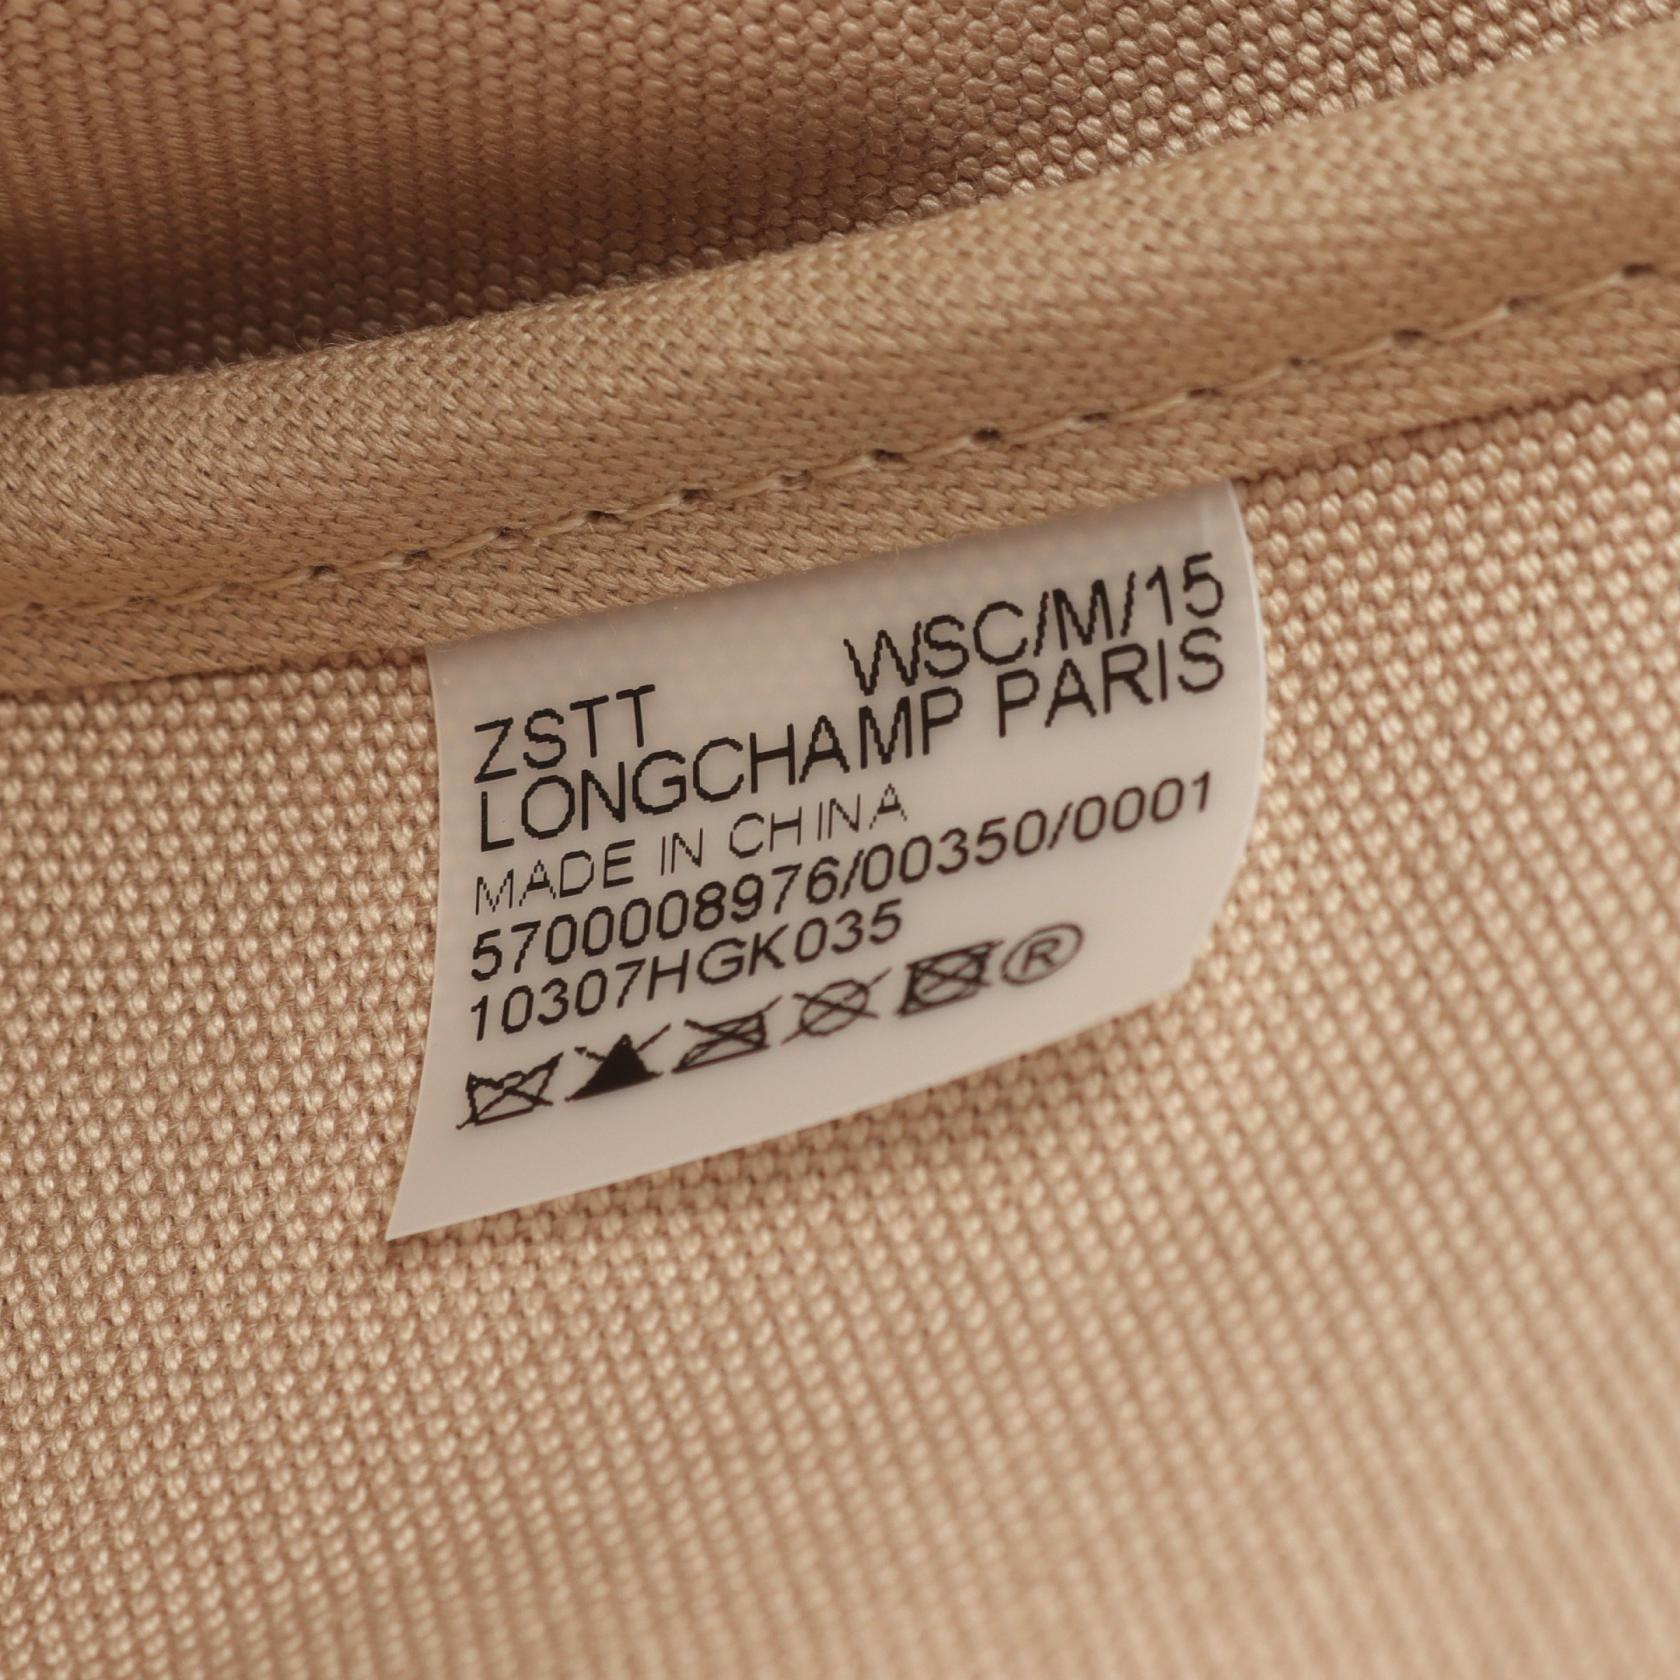 ZSTT WSC/M/15
LONGCHAMP PARIS
MADE IN CHINA
5700008976/00350/0001
10307HGK035
®